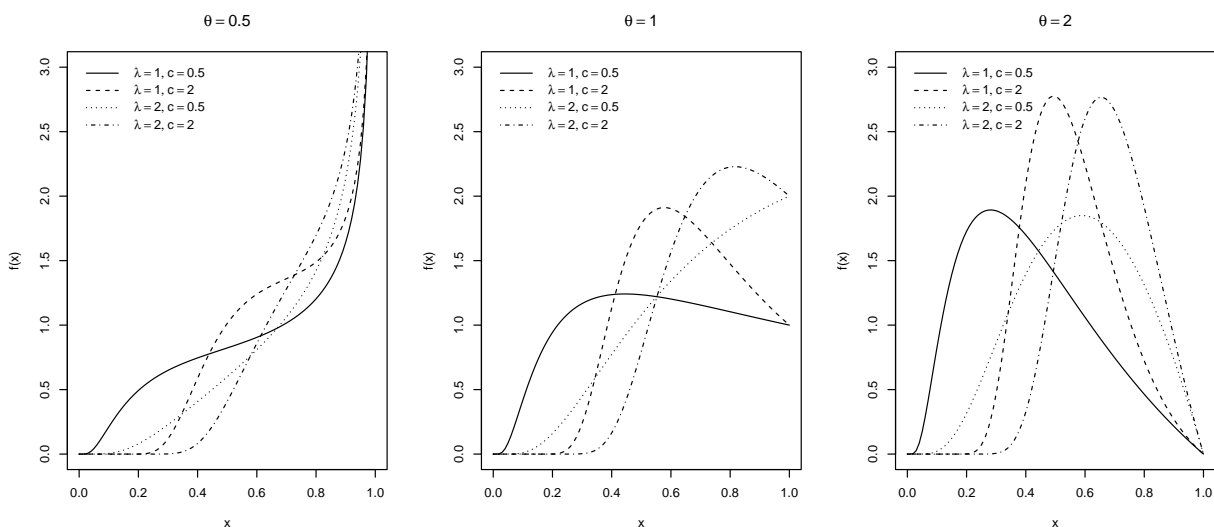 θ = 0.5
λ = 1, c = 0.5
λ = 1, c = 2
λ = 2, c = 0.5
λ = 2, c = 2
3.0
2.5
2.0
1.5
1.0
0.5
0.0
f(x)
0.0 0.2 0.4 0.6 0.8 1.0
x
θ = 1
λ = 1, c = 0.5
λ = 1, c = 2
λ = 2, c = 0.5
λ = 2, c = 2
3.0
2.5
2.0
1.5
1.0
0.5
0.0
f(x)
0.0 0.2 0.4 0.6 0.8 1.0
x
θ = 2
λ = 1, c = 0.5
λ = 1, c = 2
λ = 2, c = 0.5
λ = 2, c = 2
3.0
2.5
2.0
1.5
1.0
0.5
0.0
f(x)
0.0 0.2 0.4 0.6 0.8 1.0
x